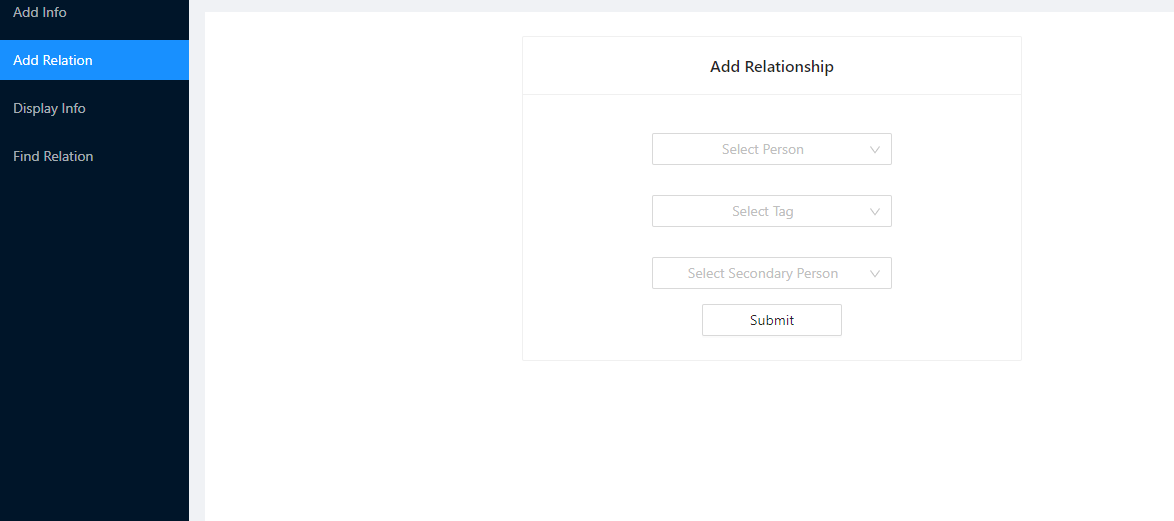 Add Info
Add Relation
Display Info
Find Relation
Add Relationship
Select Person
Select Tag
Select Secondary Person
Submit